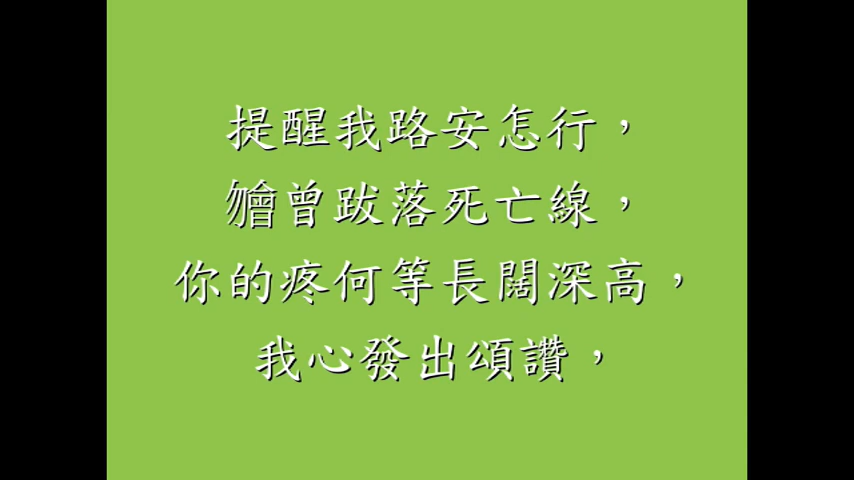 提醒我路安怎行，
𣍐曾跋落死亡線，
你的疼何等長闊深高，
我心發出頌讚，